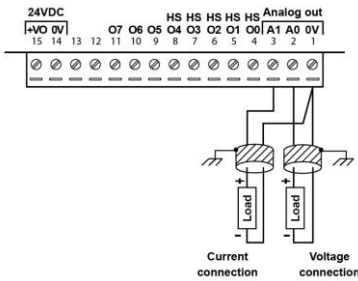 24VDC Analog out
HS HS HS HS HS
+VO 0V O7 O6 O5 O4 O3 O2 O1 O0 A1 A0 0V
15 14 13 12 11 10 9 8 7 6 5 4 3 2 1
+ +
Load Load
- -
Current connection
Voltage connection